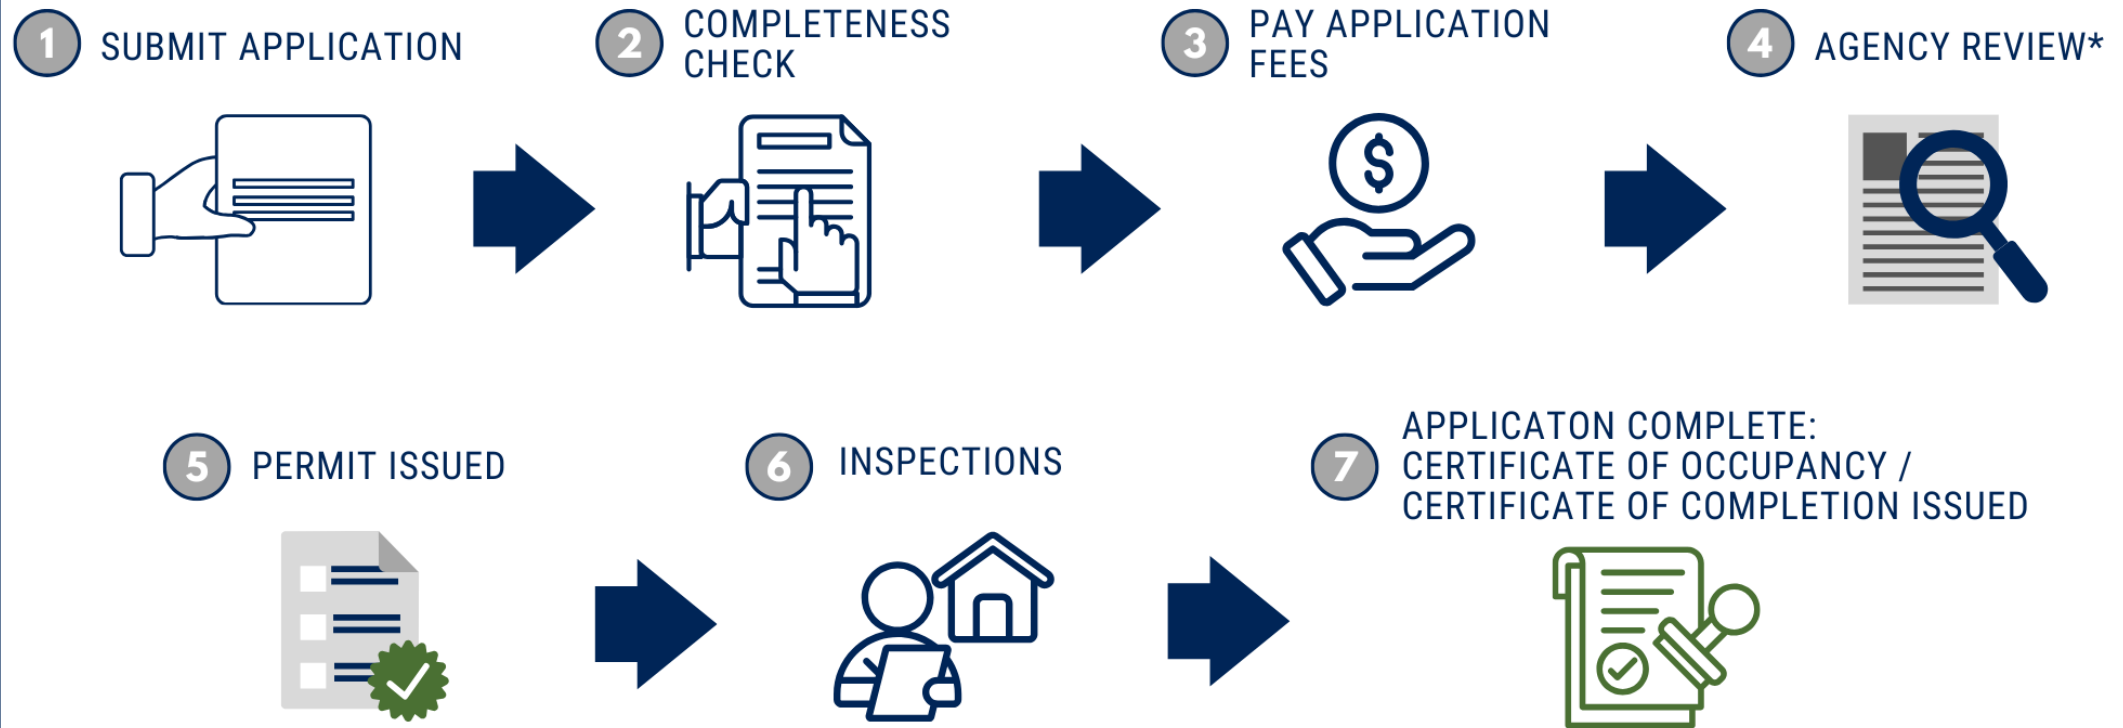 1 SUBMIT APPLICATION
2 COMPLETENESS
CHECK
3 PAY APPLICATION
FEES
4 AGENCY REVIEW*
$
5 PERMIT ISSUED
6 INSPECTIONS
7 APPLICATON COMPLETE:
CERTIFICATE OF OCCUPANCY /
CERTIFICATE OF COMPLETION ISSUED